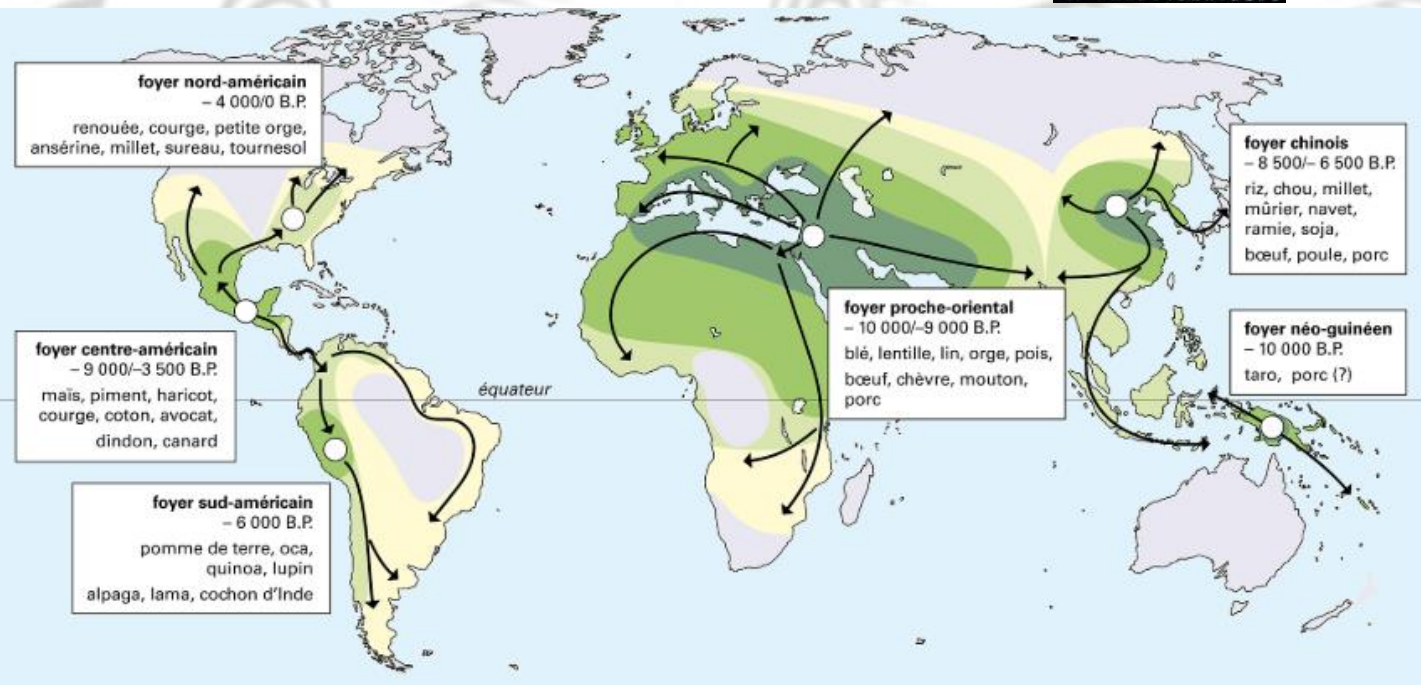 foyer nord-américain
– 4 000/0 B.P.
renouée, courge, petite orge,
ansérine, millet, sureau, tournesol
foyer chinois
– 8 500/– 6 500 B.P.
riz, chou, millet,
mûrier, navet,
ramie, soja,
bœuf, poule, porc
foyer proche-oriental
– 10 000/–9 000 B.P.
blé, lentille, lin, orge, pois,
bœuf, chèvre, mouton,
porc
foyer néo-guinéen
– 10 000 B.P.
taro, porc (?)
foyer centre-américain
– 9 000/–3 500 B.P.
maïs, piment, haricot,
courge, coton, avocat,
dindon, canard
équateur
foyer sud-américain
– 6 000 B.P.
pomme de terre, oca,
quinoa, lupin
alpaga, lama, cochon d'Inde